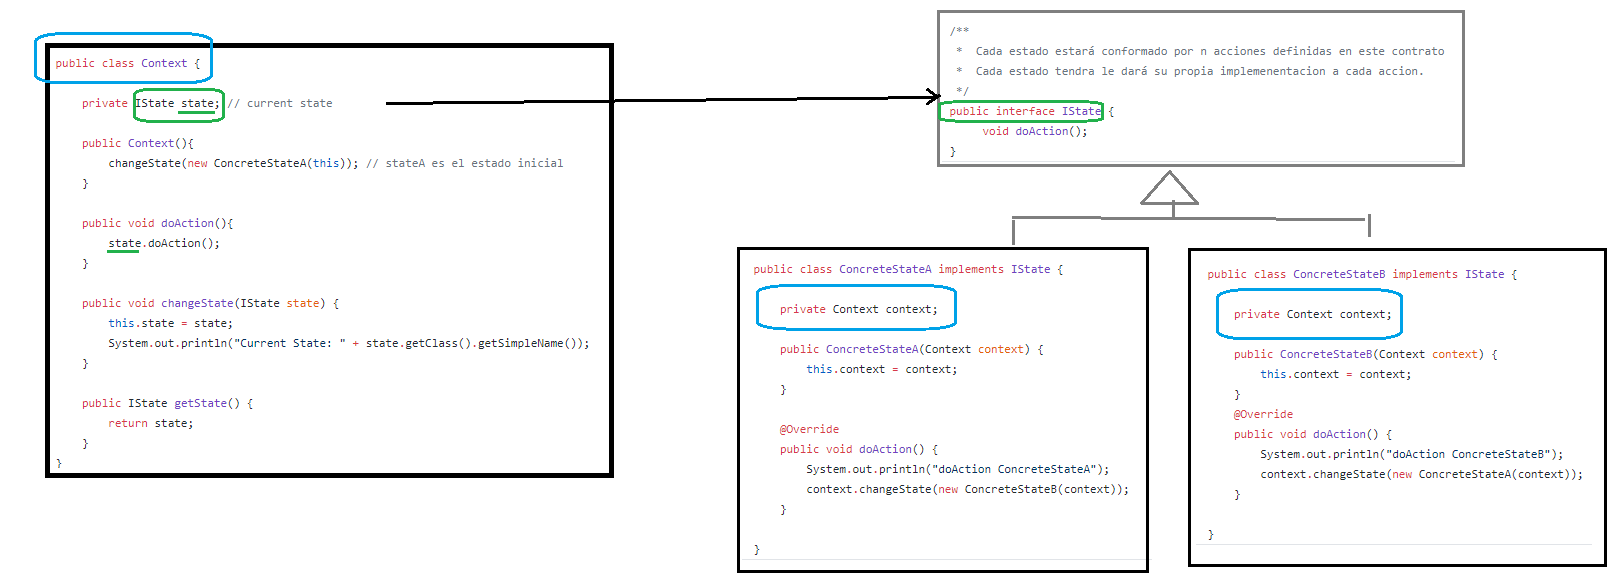 public class Context {
private IState state; // current state
public Context(){
changeState(new ConcreteStateA(this)); // stateA es el estado inicial
}
public void doAction(){
state.doAction();
}
public void changeState(IState state) {
this.state = state;
System.out.println("Current State: " + state.getClass().getSimpleName());
}
public IState getState() {
return state;
}
}
/**
* Cada estado estará conformado por n acciones definidas en este contrato
* Cada estado tendra le dará su propia implemenentacion a cada accion.
*/
public interface IState {
void doAction();
}
public class ConcreteStateA implements IState {
private Context context;
public ConcreteStateA(Context context) {
this.context = context;
}
@Override
public void doAction() {
System.out.println("doAction ConcreteStateA");
context.changeState(new ConcreteStateB(context));
}
}
public class ConcreteStateB implements IState {
private Context context;
public ConcreteStateB(Context context) {
this.context = context;
}
@Override
public void doAction() {
System.out.println("doAction ConcreteStateB");
context.changeState(new ConcreteStateA(context));
}
}